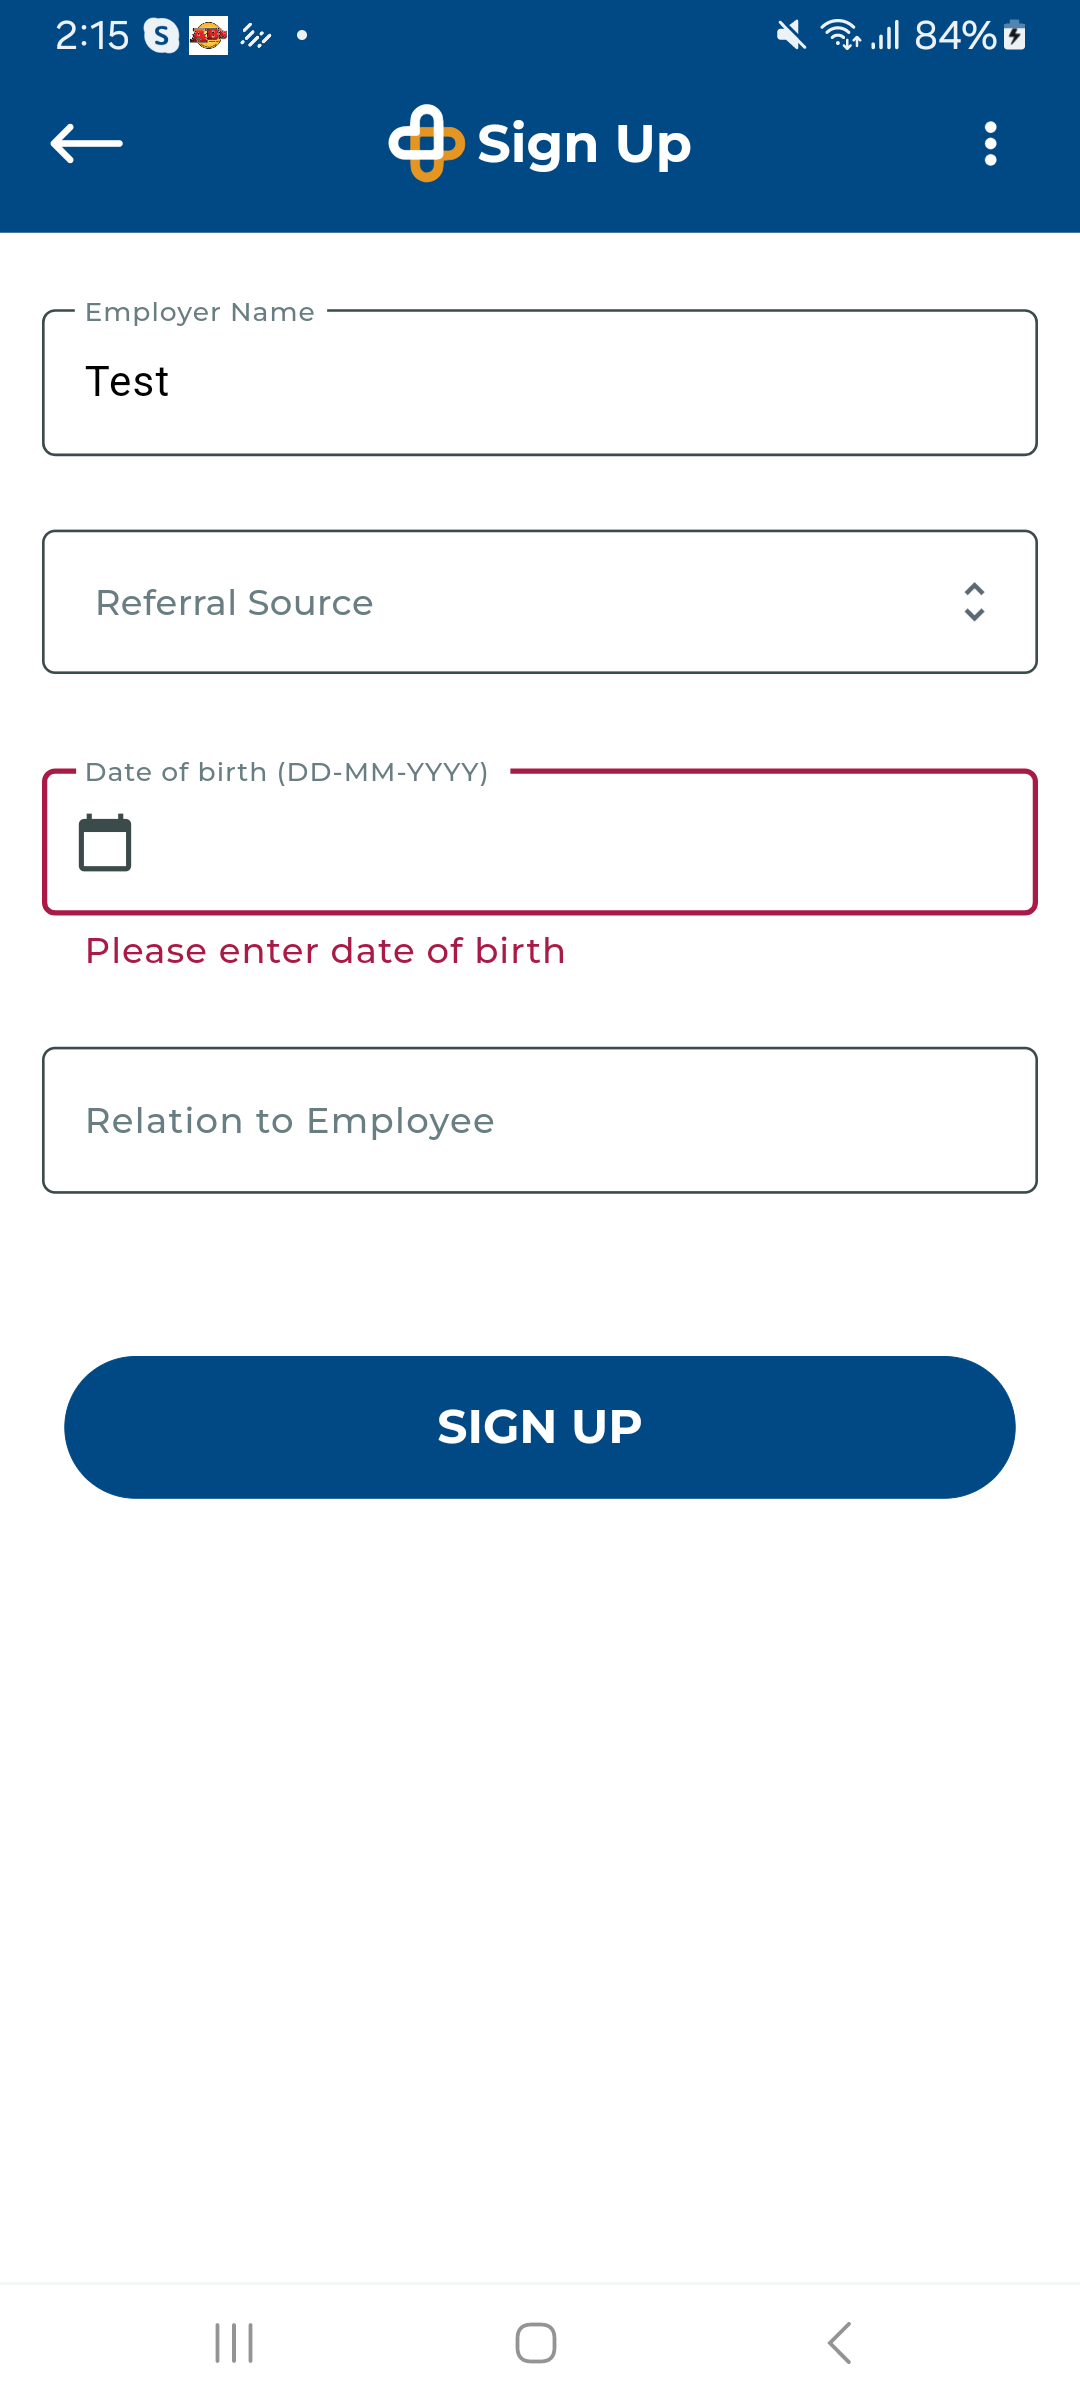 2:15 S ABs 84%
Sign Up
Employer Name
Test
Referral Source
Date of birth (DD-MM-YYYY)
Please enter date of birth
Relation to Employee
SIGN UP